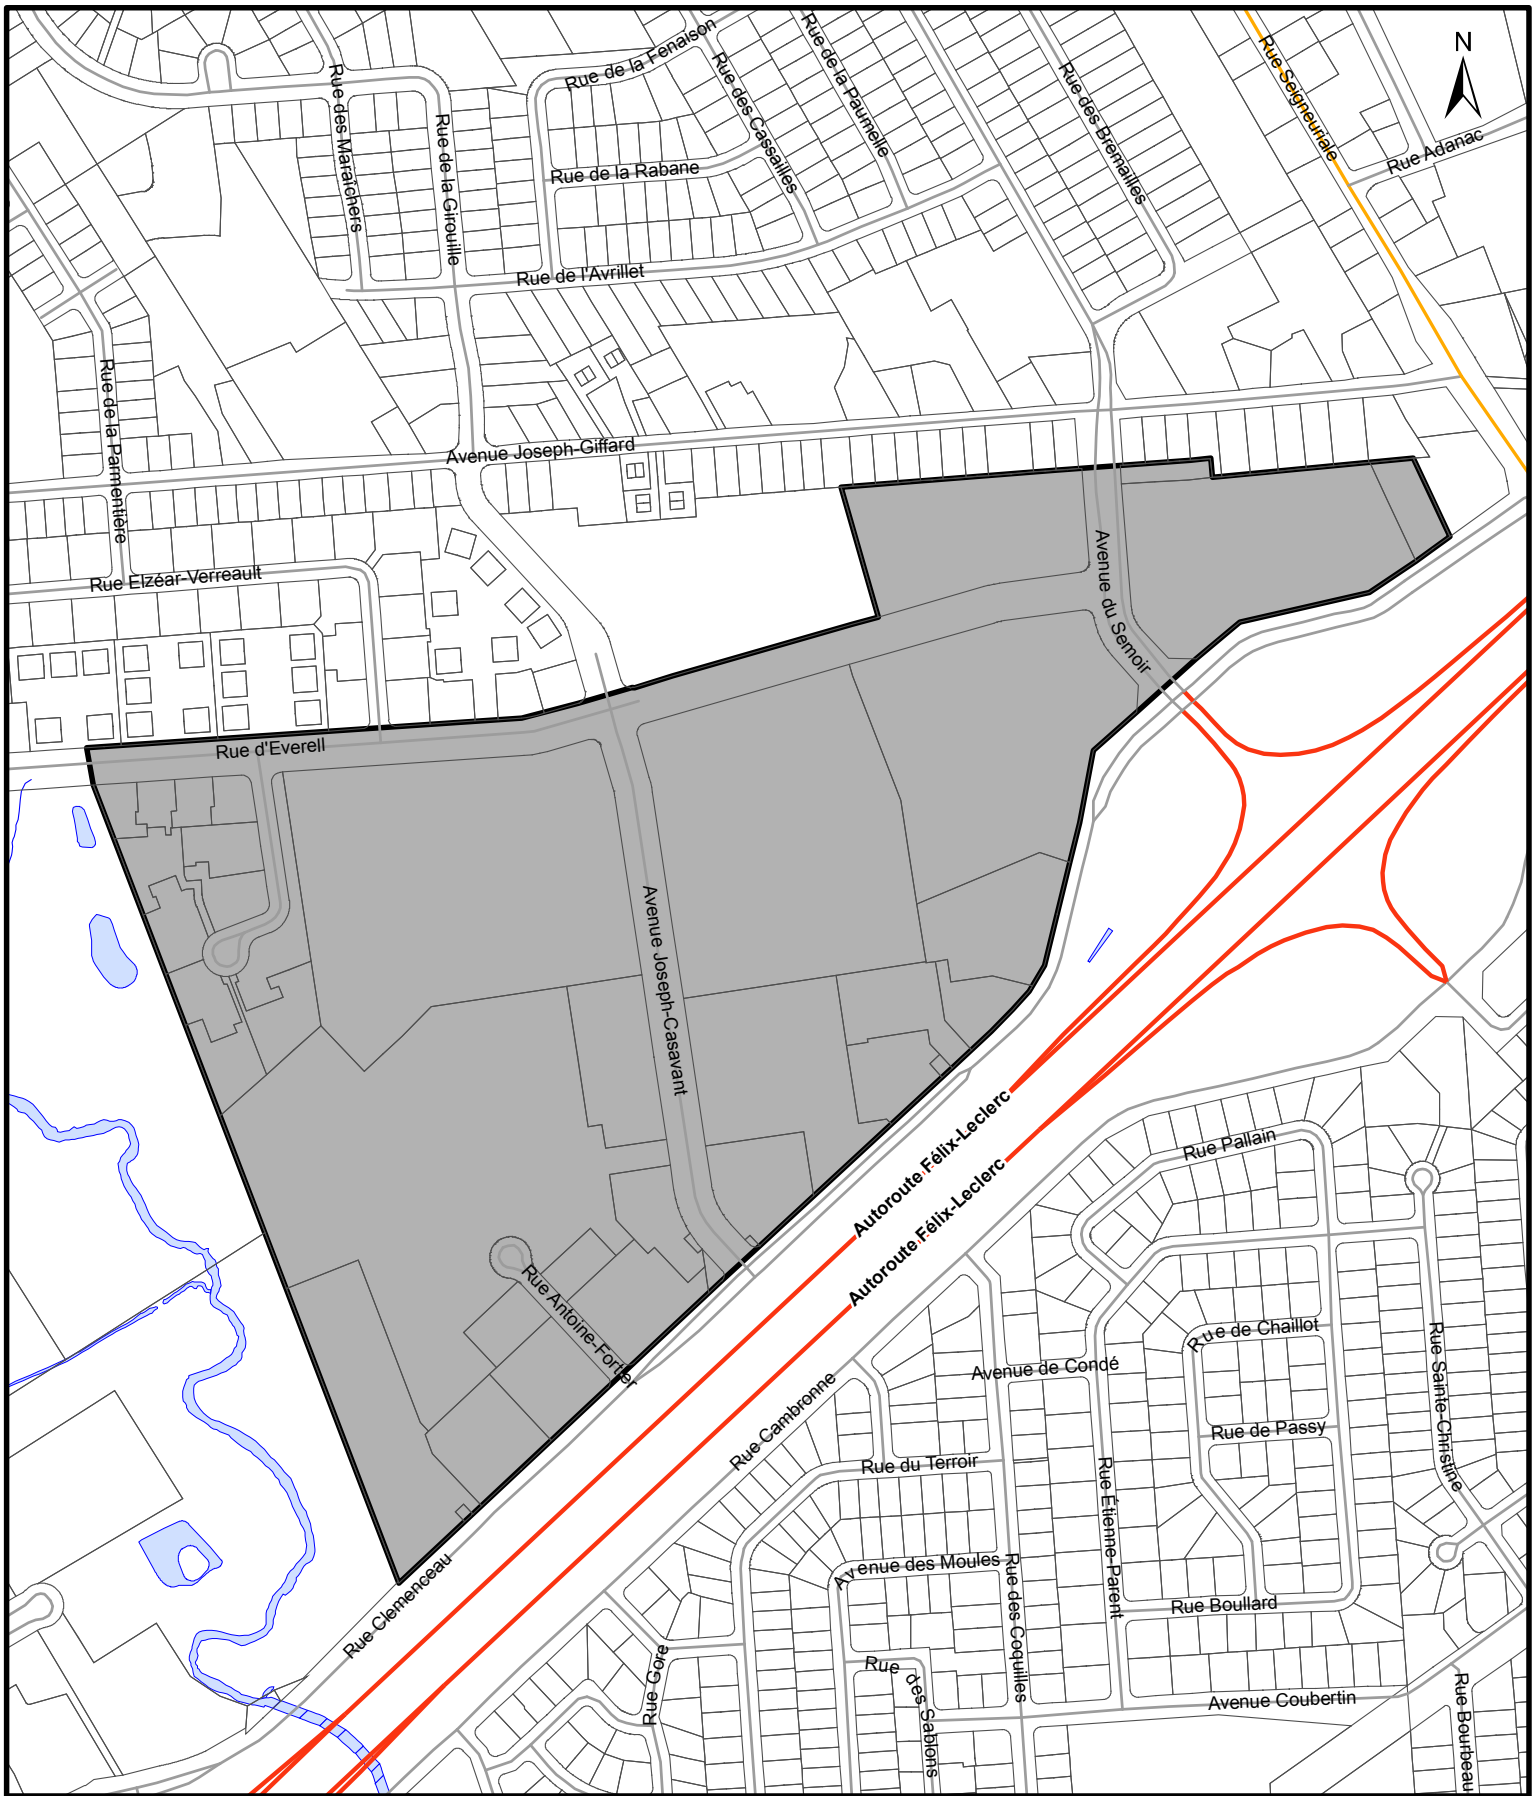 Rue de la Fenaison
Rue de la Paumelle
Rue des Cassailles
Rue des Bremailles
Rue Seigneuriale
N
Rue Adanac
Rue des Maraîchers
Rue de la Girouille
Rue de la Rabane
Rue de l'Avrillet
Rue de la Parmentière
Avenue Joseph-Giffard
Rue Elzéar-Verreault
Avenue du Semoir
Rue d'Everell
Avenue Joseph-Casavant
Autoroute Félix-Leclerc
Autoroute Félix-Leclerc
Rue Pallain
Rue Antoine-Fortier
Rue de Chaillot
Rue Sainte-Christine
Avenue de Condé
Rue Cambronne
Rue de Passy
Rue du Terroir
Rue Étienne-Parent
Avenue des Moules
Rue des Coquilles
Rue Clemenceau
Rue Boullard
Rue Gore
Rue des Sablons
Avenue Coubertin
Rue Bourbeau